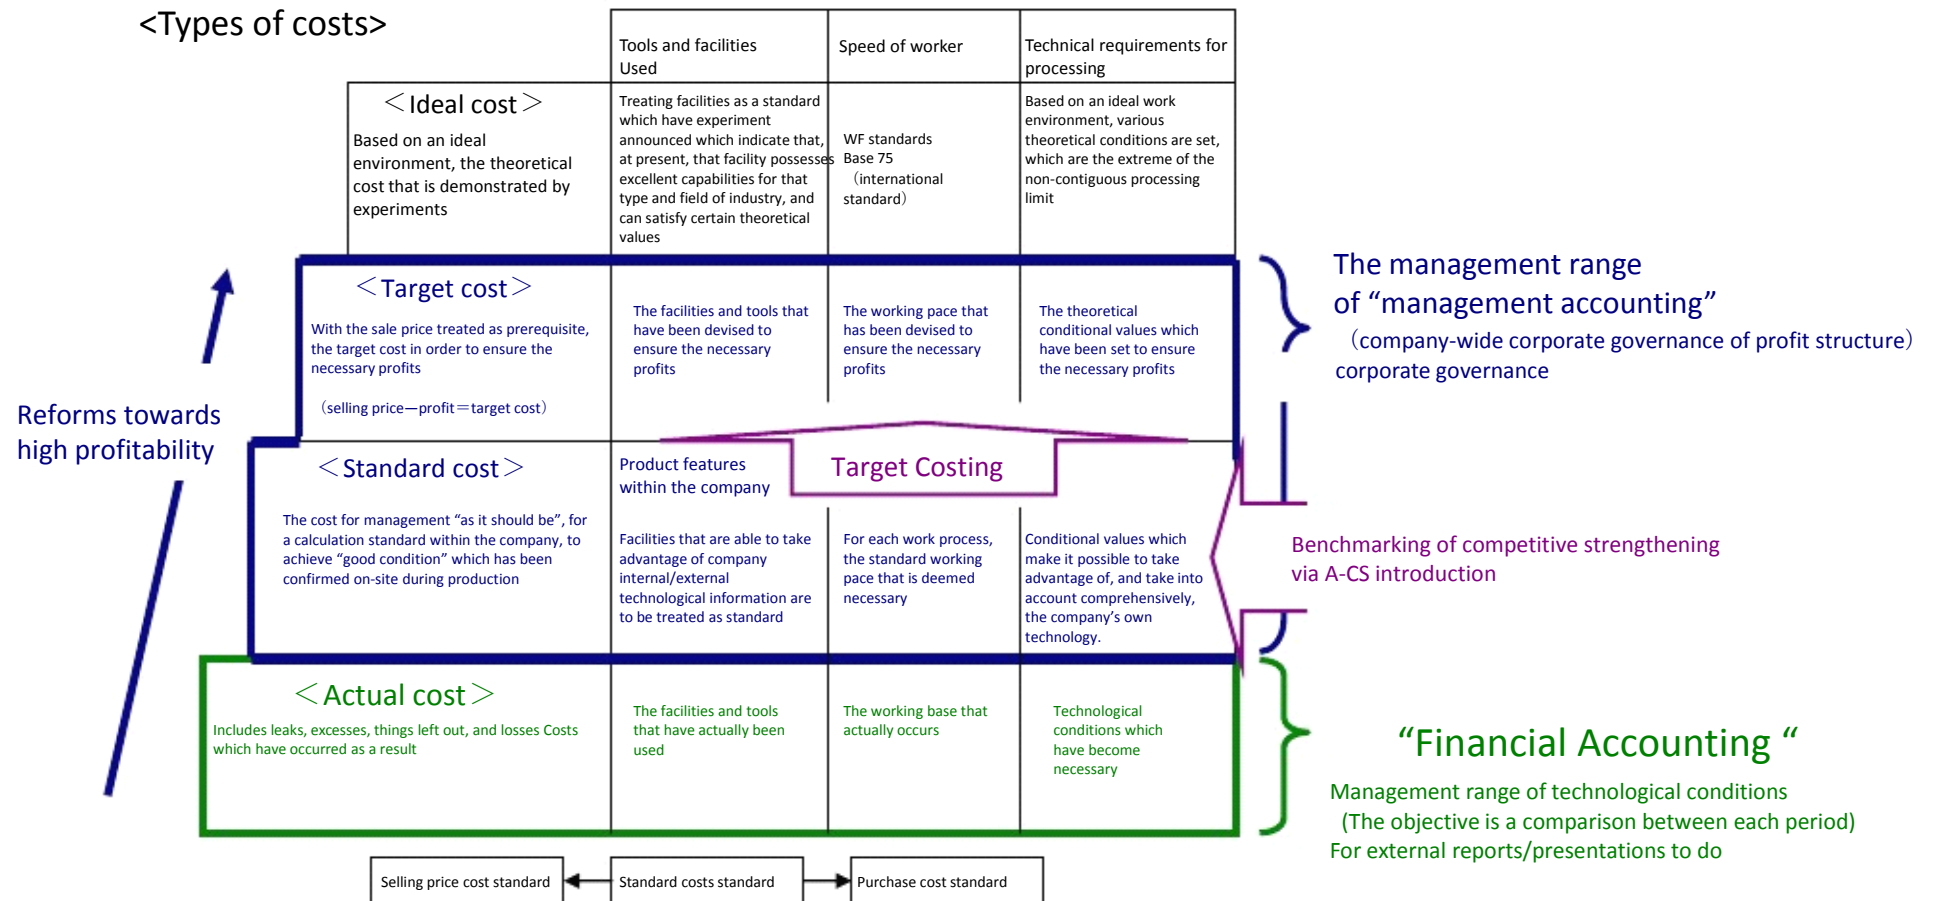 <Types of costs>
Tools and facilities
Used
Speed of worker
Technical requirements for
processing
＜Ideal cost＞
Based on an ideal
environment, the theoretical
cost that is demonstrated by
experiments
Treating facilities as a standard
which have experiment
announced which indicate that,
at present, that facility possesses
excellent capabilities for that
type and field of industry, and
can satisfy certain theoretical
values
WF standards
Base 75
（international
standard）
Based on an ideal work
environment, various
theoretical conditions are set,
which are the extreme of the
non-contiguous processing
limit
＜Target cost＞
With the sale price treated as prerequisite,
the target cost in order to ensure the
necessary profits
（selling price—profit＝target cost）
The facilities and tools that
have been devised to
ensure the necessary
profits
The working pace that
has been devised to
ensure the necessary
profits
The theoretical
conditional values which
have been set to ensure
the necessary profits
The management range
of “management accounting”
（company-wide corporate governance of profit structure）
corporate governance
Reforms towards
high profitability
＜Standard cost＞
The cost for management “as it should be”, for
a calculation standard within the company, to
achieve “good condition” which has been
confirmed on-site during production
Product features
within the company
Target Costing
Facilities that are able to take
advantage of company
internal/external
technological information are
to be treated as standard
For each work process,
the standard working
pace that is deemed
necessary
Conditional values which
make it possible to take
advantage of, and take into
account comprehensively,
the company’s own
technology.
Benchmarking of competitive strengthening
via A-CS introduction
＜Actual cost＞
Includes leaks, excesses, things left out, and losses Costs
which have occurred as a result
The facilities and tools
that have actually been
used
The working base that
actually occurs
Technological
conditions which
have become
necessary
“Financial Accounting “
Management range of technological conditions
(The objective is a comparison between each period)
For external reports/presentations to do
Selling price cost standard
Standard costs standard
Purchase cost standard